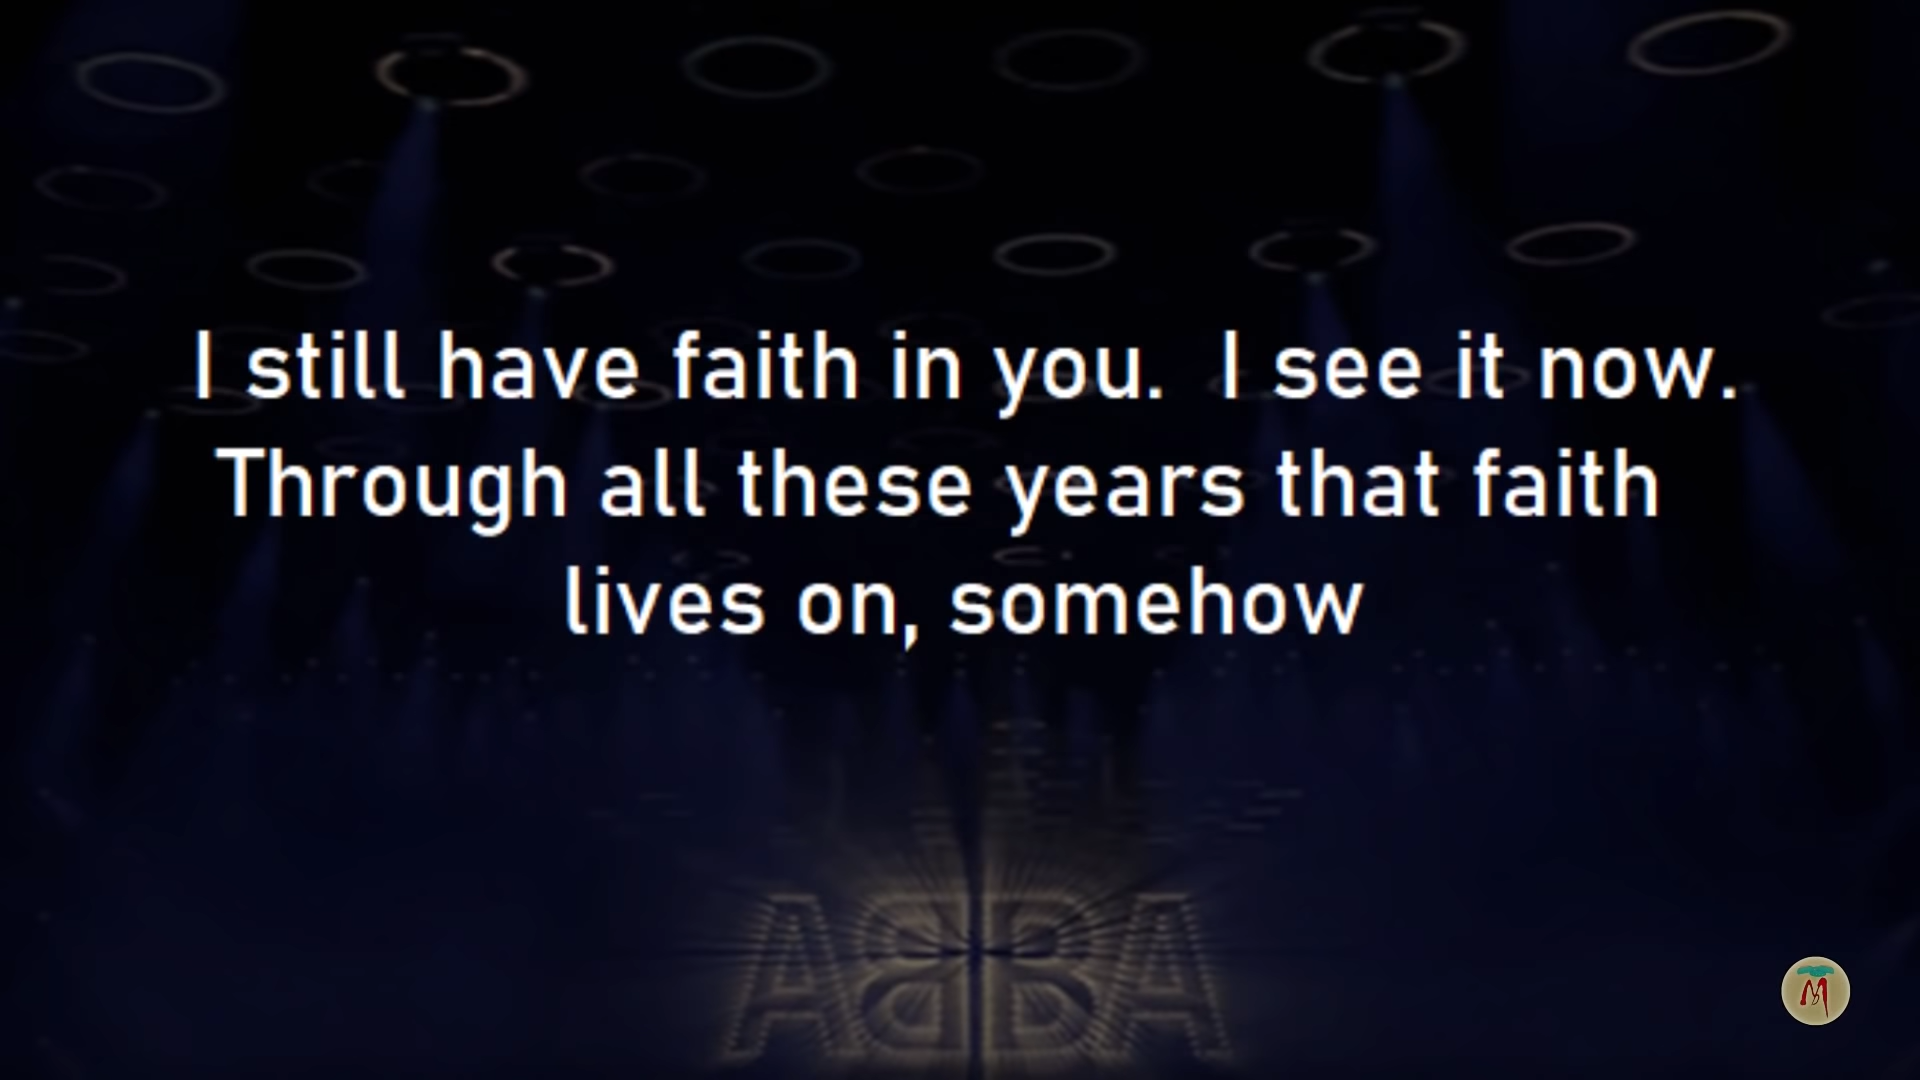 I still have faith in you.  I see it now.
Through all these years that faith
lives on, somehow
ABBA